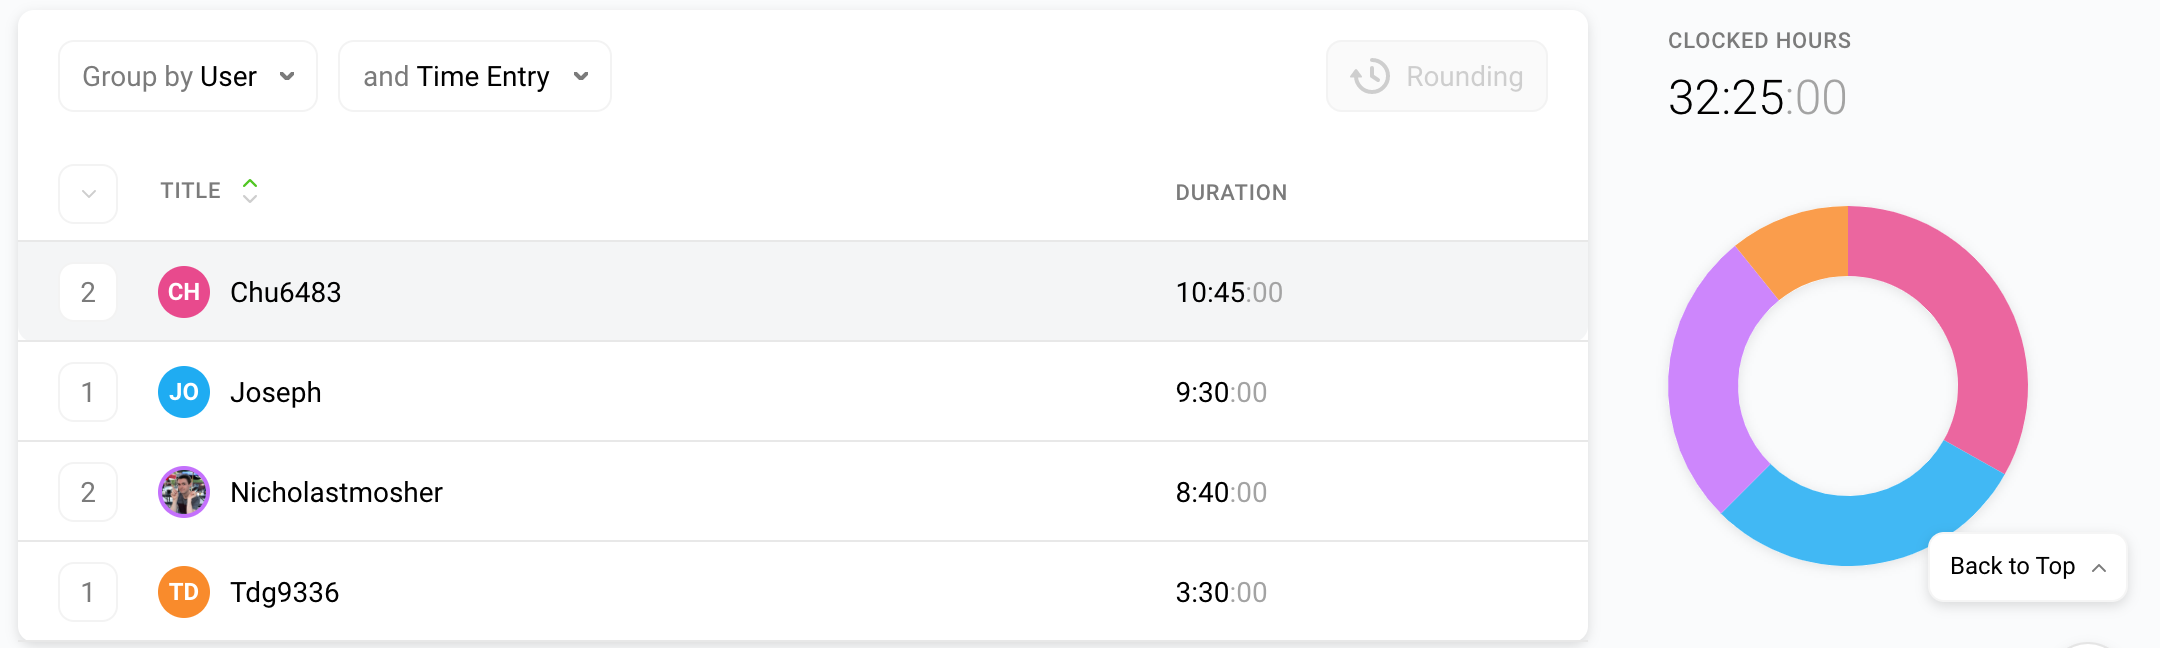 Group by User
and Time Entry
Rounding
CLOCKED HOURS
32:25:00
TITLE
DURATION
2 CH Chu6483 10:45:00
1 JO Joseph 9:30:00
2 Nicholastmosher 8:40:00
1 TD Tdg9336 3:30:00
Back to Top